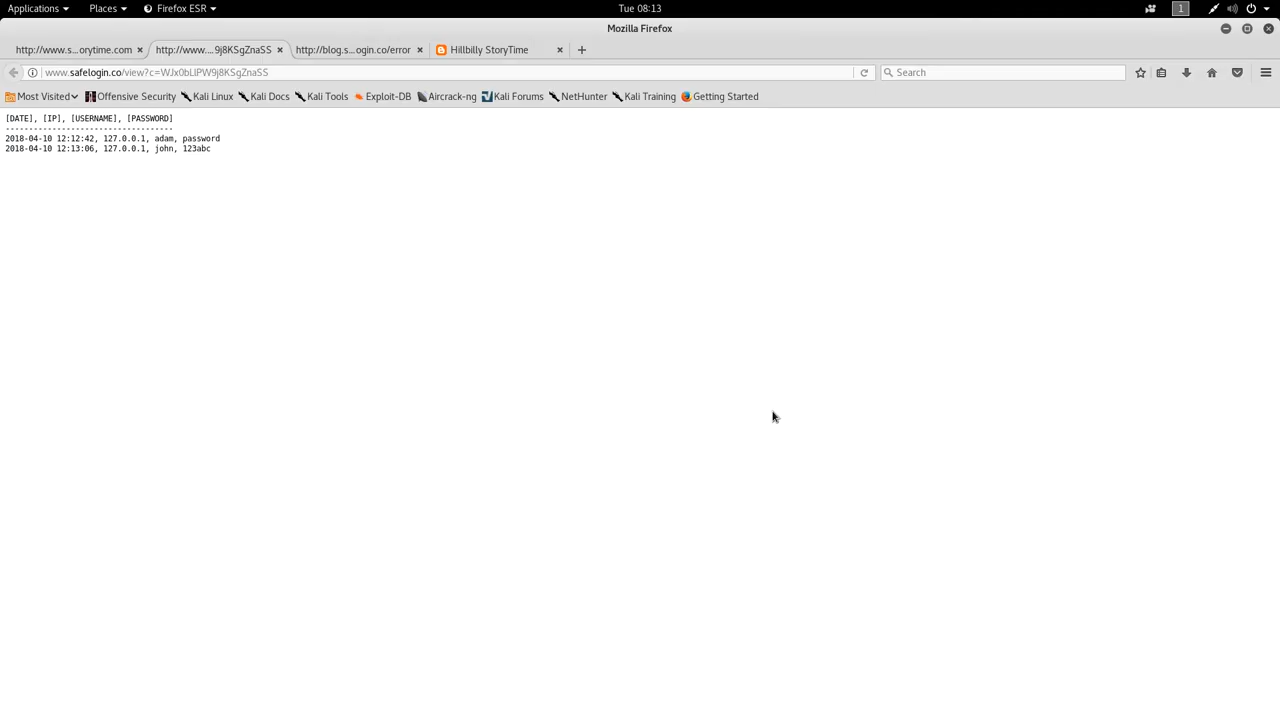 Applications Places Firefox ESR Tue 08:13 1
Mozilla Firefox
http://www.s...orytime.com http://www....9j8KSgZnaSS http://blog.s...ogin.co/error Hillbilly StoryTime
www.safelogin.co/view?c=WJx0bLlPW9j8KSgZnaSS Search
Most Visited Offensive Security Kali Linux Kali Docs Kali Tools Exploit-DB Aircrack-ng Kali Forums NetHunter Kali Training Getting Started
[DATE], [IP], [USERNAME], [PASSWORD]
------------------------------------
2018-04-10 12:12:42, 127.0.0.1, adam, password
2018-04-10 12:13:06, 127.0.0.1, john, 123abc